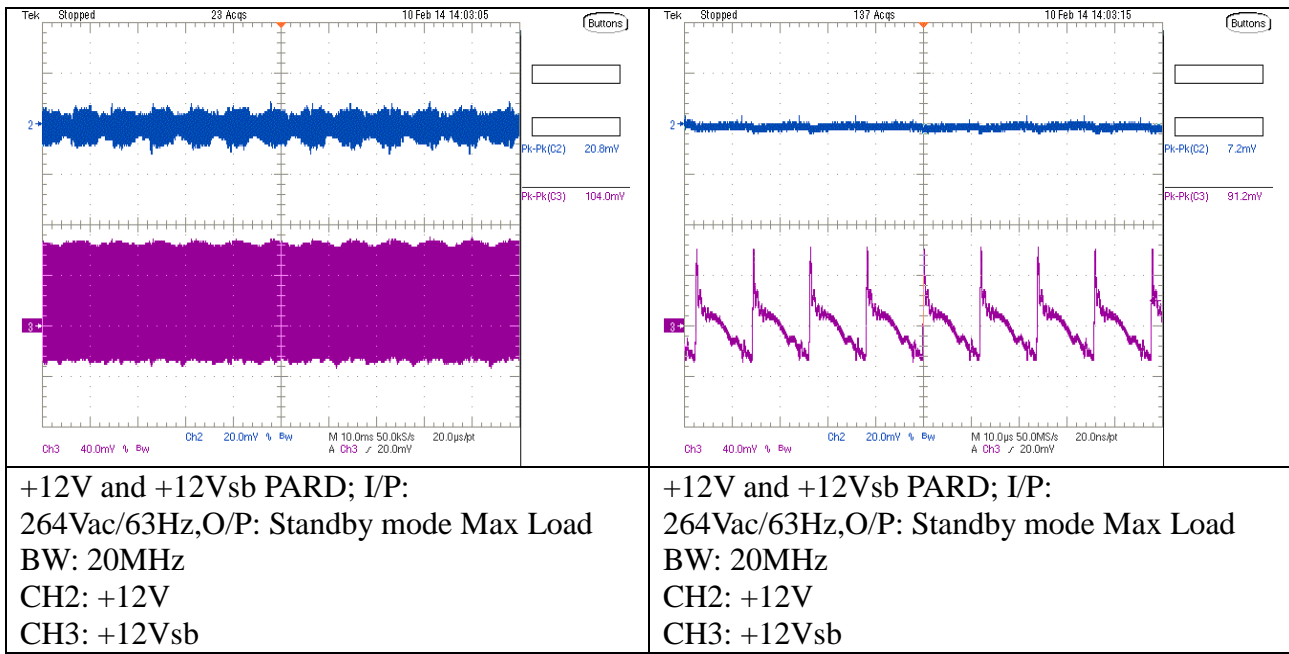 Tek Stopped 23 Acqs 10 Feb 14 14:03:05
Buttons
2
Pk-Pk(C2) 20.8mV
Pk-Pk(C3) 104.0mV
3
Ch2 20.0mV % Bw M 10.0ms 50.0kS/s 20.0µs/pt
Ch3 40.0mV % Bw A Ch3 ∕ 20.0mV
+12V and +12Vsb PARD; I/P:
264Vac/63Hz,O/P: Standby mode Max Load
BW: 20MHz
CH2: +12V
CH3: +12Vsb
Tek Stopped 137 Acqs 10 Feb 14 14:03:15
Buttons
2
Pk-Pk(C2) 7.2mV
Pk-Pk(C3) 91.2mV
3
Ch2 20.0mV % Bw M 10.0µs 50.0MS/s 20.0ns/pt
Ch3 40.0mV % Bw A Ch3 ∕ 20.0mV
+12V and +12Vsb PARD; I/P:
264Vac/63Hz,O/P: Standby mode Max Load
BW: 20MHz
CH2: +12V
CH3: +12Vsb